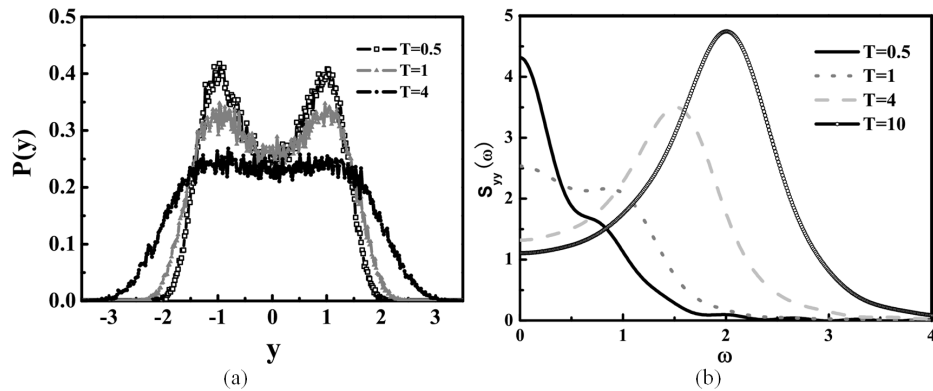 0.5
0.4
0.3
0.2
0.1
0.0
P(y)
-3 -2 -1 0 1 2 3
y
T=0.5
T=1
T=4
(a)
5
4
3
2
1
0
S_yy(ω)
0 1 2 3 4
ω
T=0.5
T=1
T=4
T=10
(b)